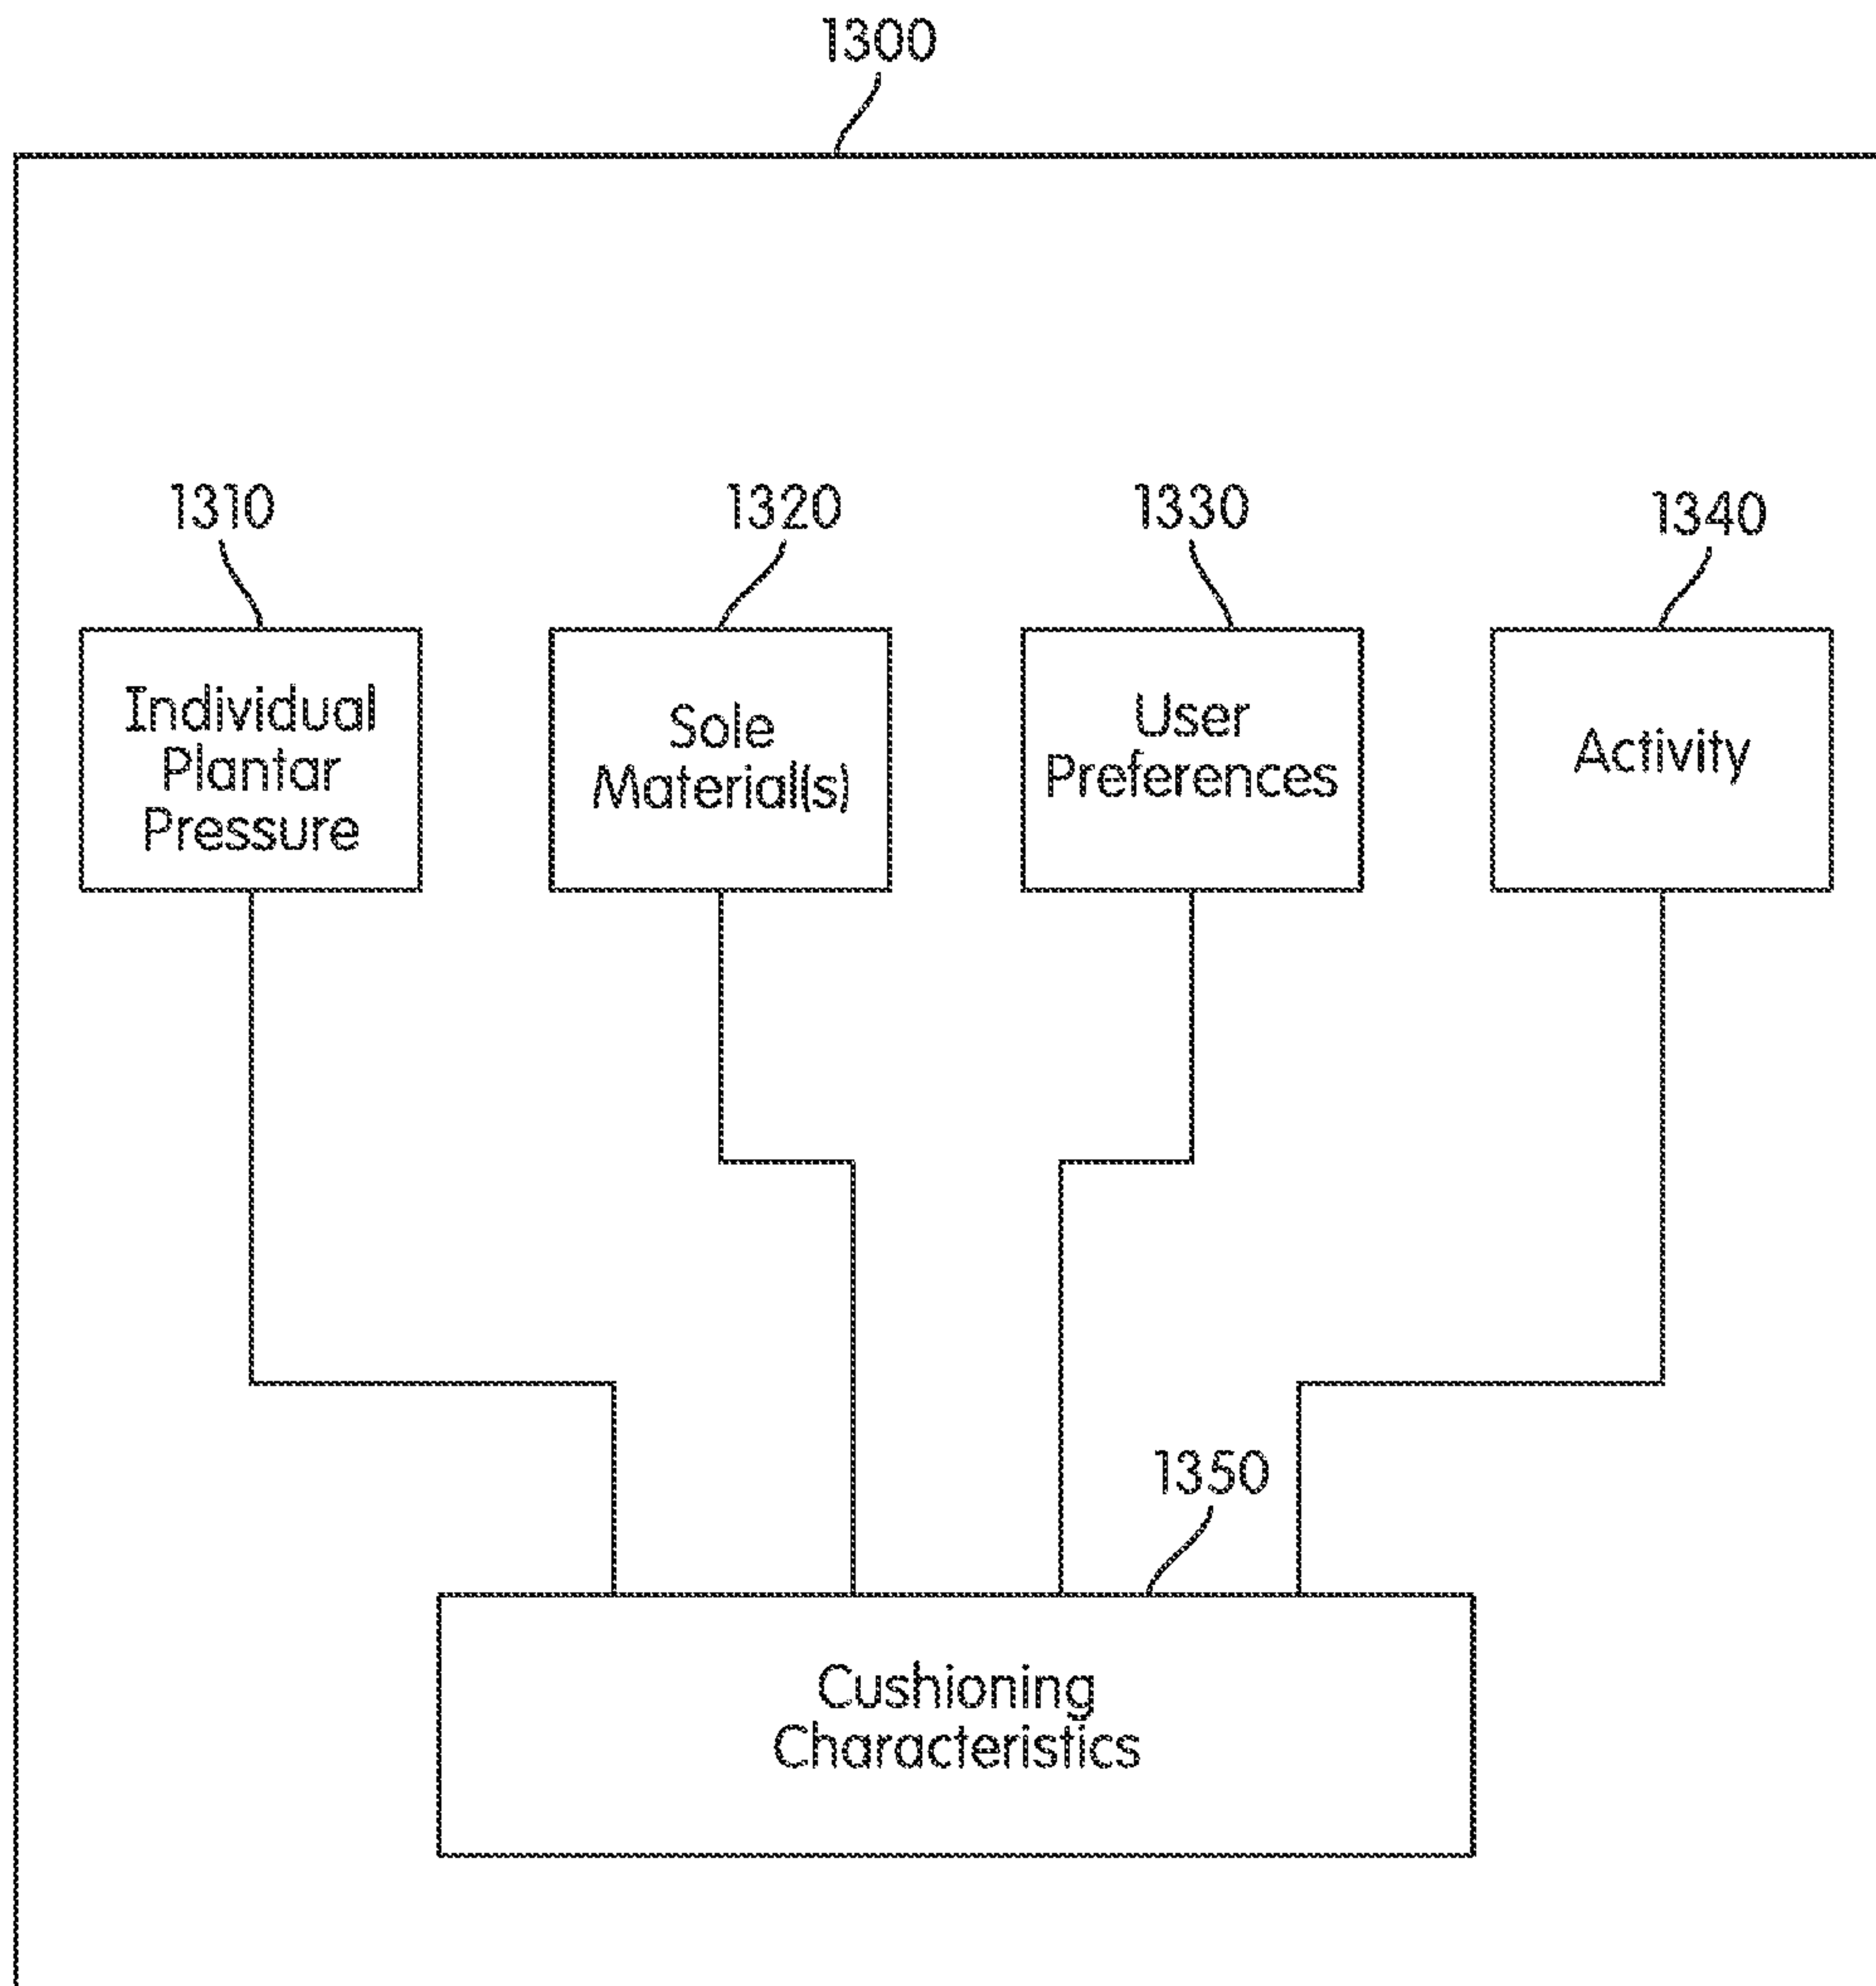 1300
1310
1320
1330
1340
Individual
Plantar
Pressure
Sole
Material(s)
User
Preferences
Activity
1350
Cushioning
Characteristics